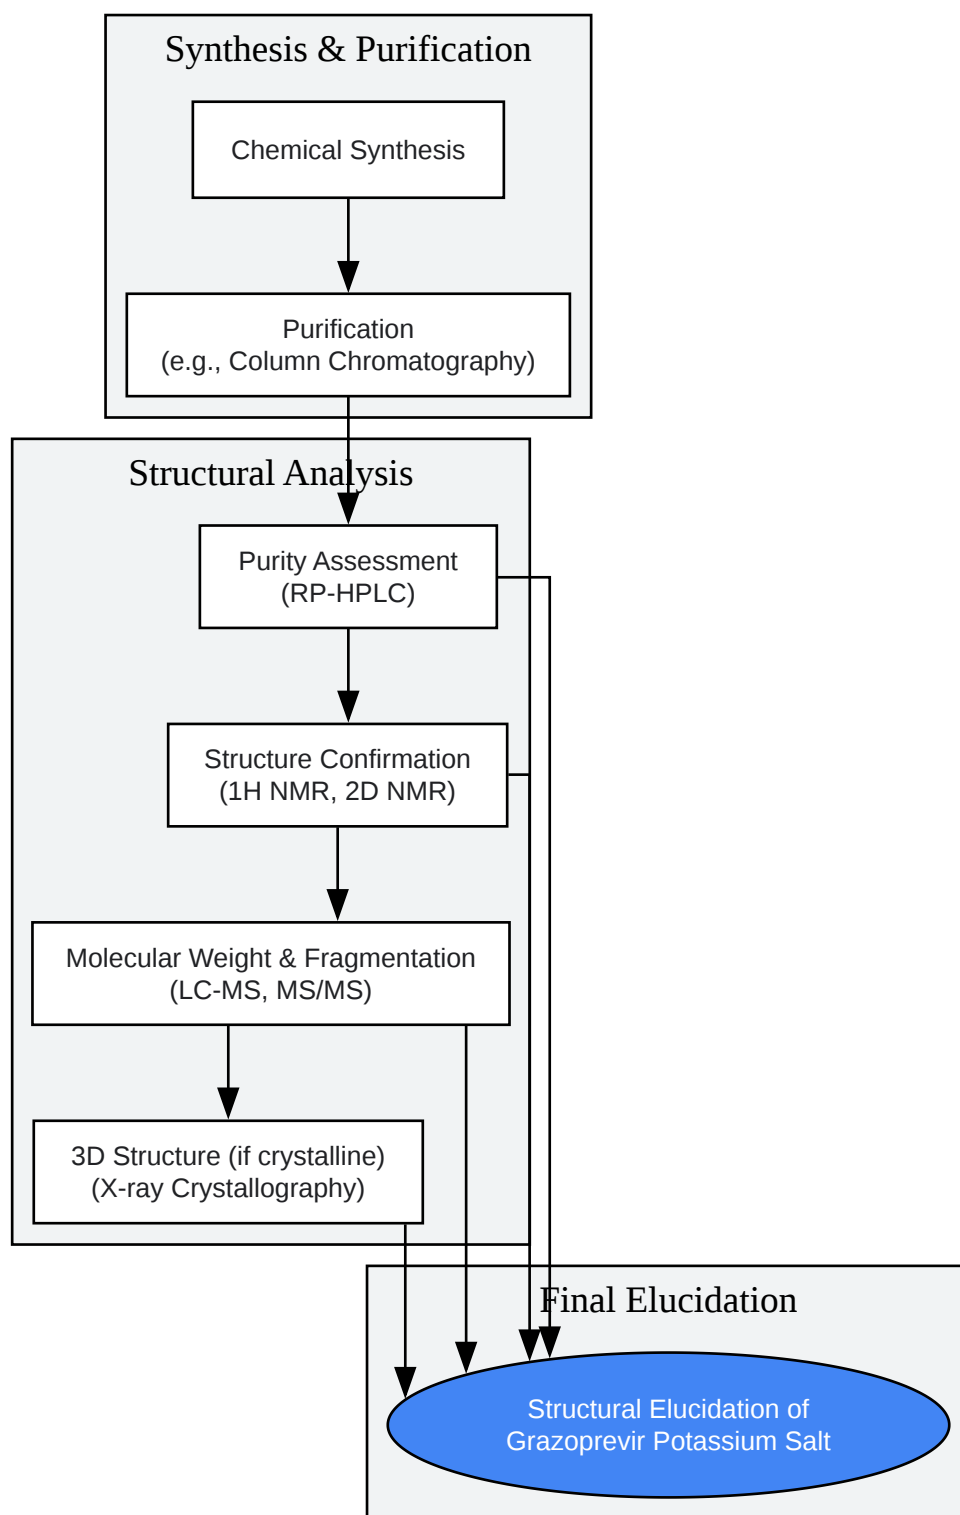 Synthesis & Purification
Chemical Synthesis
Purification
(e.g., Column Chromatography)
Structural Analysis
Purity Assessment
(RP-HPLC)
Structure Confirmation
(1H NMR, 2D NMR)
Molecular Weight & Fragmentation
(LC-MS, MS/MS)
3D Structure (if crystalline)
(X-ray Crystallography)
Final Elucidation
Structural Elucidation of
Grazoprevir Potassium Salt